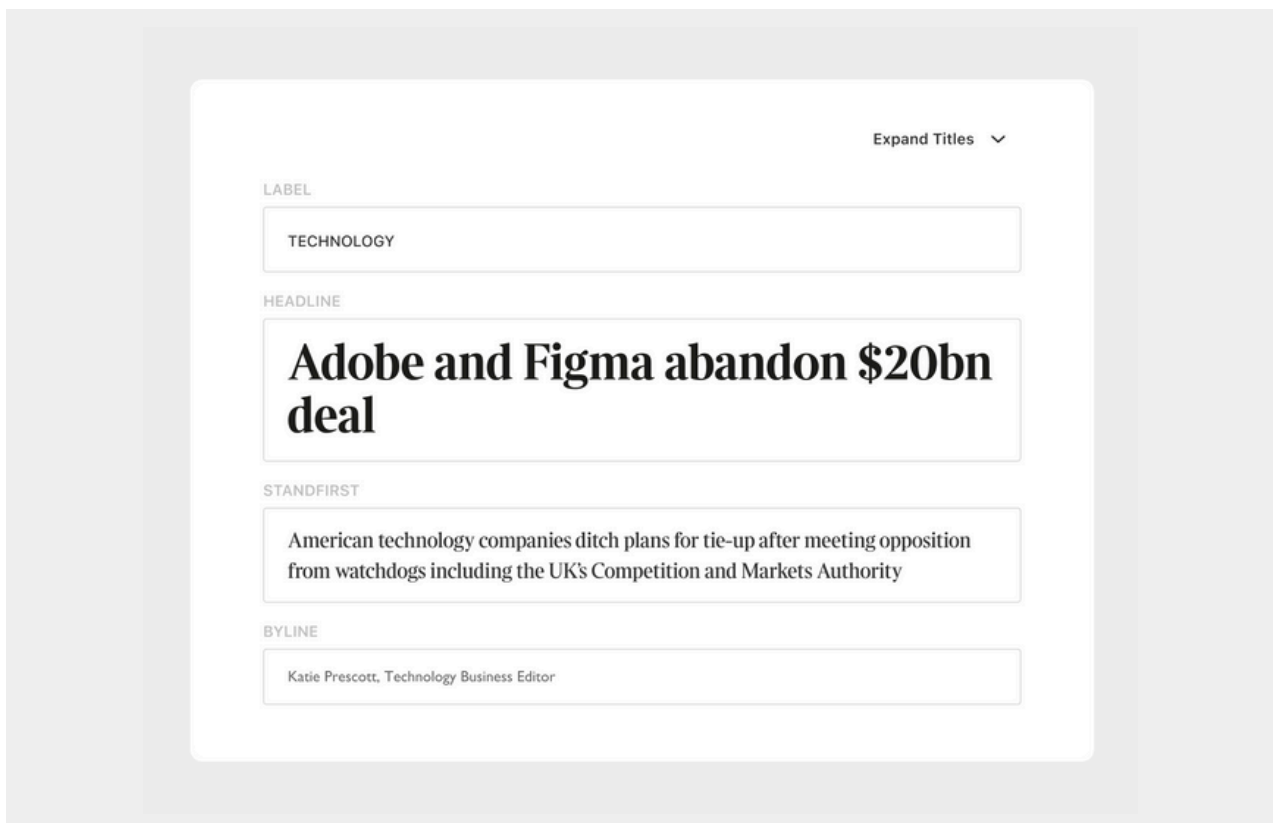 Expand Titles
LABEL
TECHNOLOGY
HEADLINE
Adobe and Figma abandon $20bn
deal
STANDFIRST
American technology companies ditch plans for tie-up after meeting opposition
from watchdogs including the UK's Competition and Markets Authority
BYLINE
Katie Prescott, Technology Business Editor